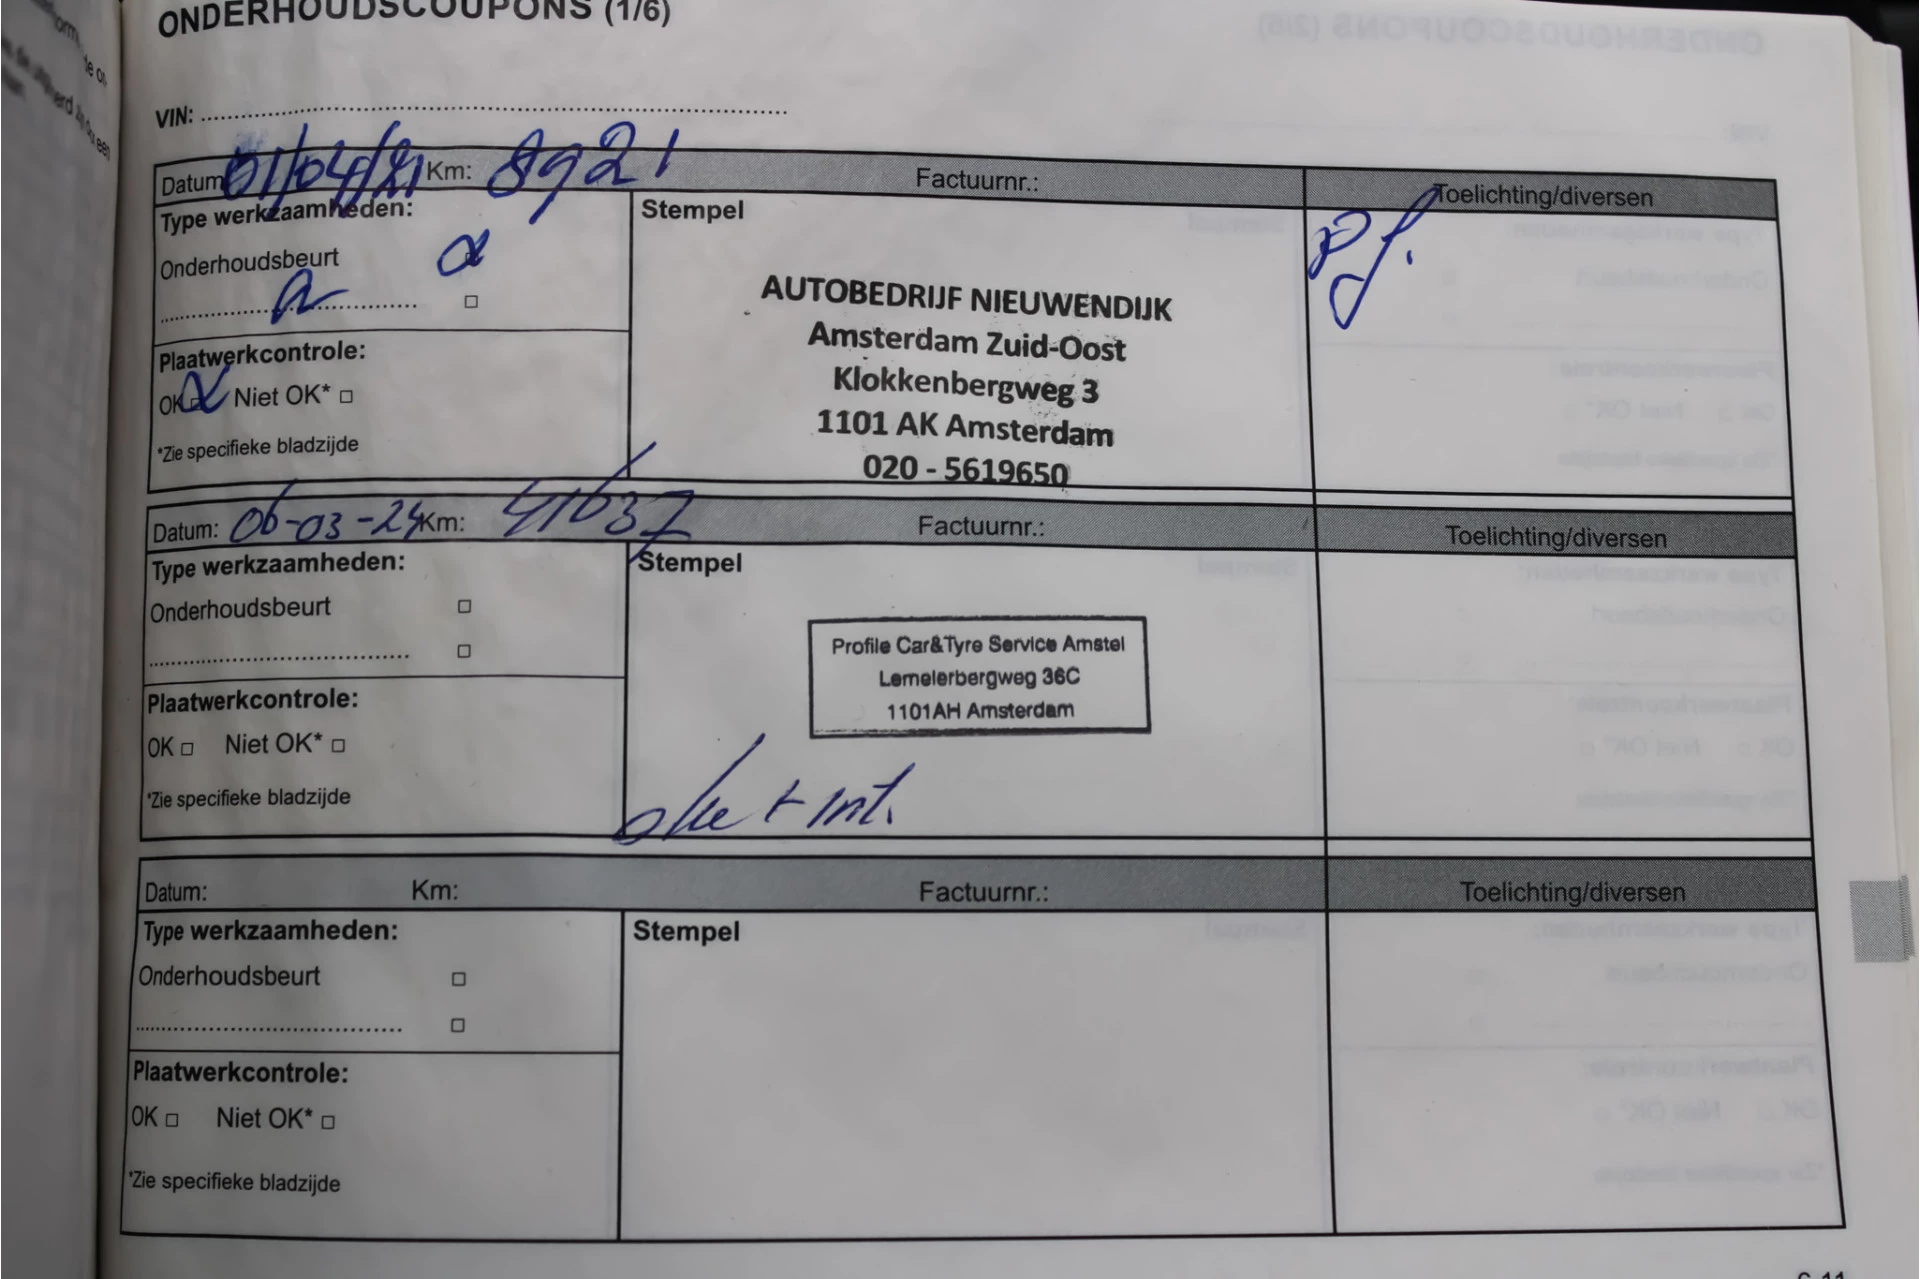 ONDERHOUDSCOUPONS (1/6)
VIN:
Datum: 01/04/21 Km: 8921 Factuurnr.: Toelichting/diversen
Type werkzaamheden:
Stempel
Onderhoudsbeurt
Plaatwerkcontrole:
OK Niet OK* □
*Zie specifieke bladzijde
AUTOBEDRIJF NIEUWENDIJK
Amsterdam Zuid-Oost
Klokkenbergweg 3
1101 AK Amsterdam
020 - 5619650
Datum: 06-03-24 Km: 41637 Factuurnr.: Toelichting/diversen
Type werkzaamheden:
Stempel
Onderhoudsbeurt □
□
Plaatwerkcontrole:
OK □ Niet OK* □
*Zie specifieke bladzijde
Profile Car&Tyre Service Amstel
Lemelerbergweg 36C
1101AH Amsterdam
+ int.
Datum: Km: Factuurnr.: Toelichting/diversen
Type werkzaamheden:
Stempel
Onderhoudsbeurt □
□
Plaatwerkcontrole:
OK □ Niet OK* □
*Zie specifieke bladzijde